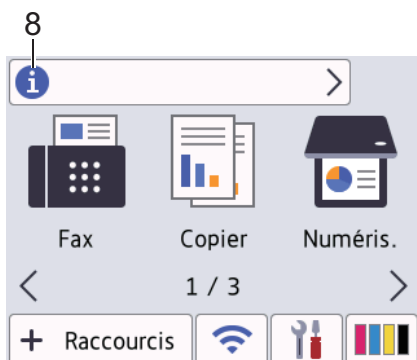 8
i
Fax Copier Numéris.
1 / 3
+ Raccourcis